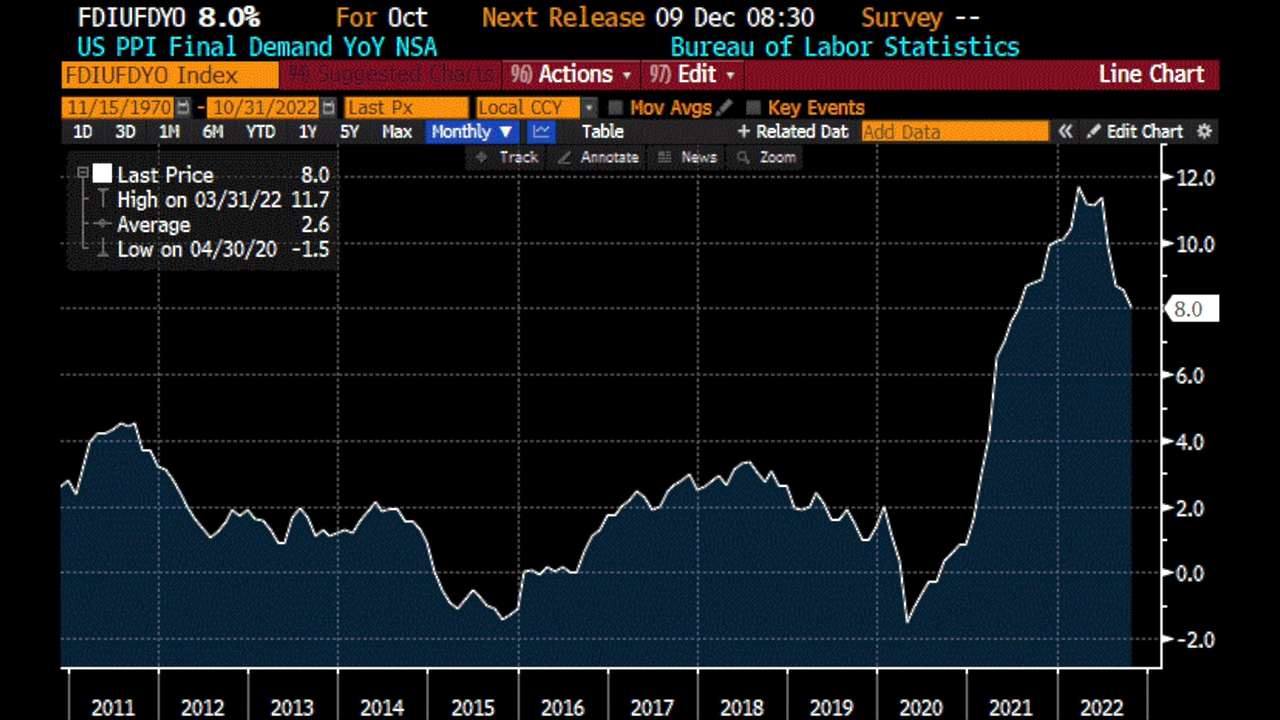 FDIUFDYO 8.0% For Oct Next Release 09 Dec 08:30 Survey --
US PPI Final Demand YoY NSA Bureau of Labor Statistics
FDIUFDYO Index 94) Suggested Charts 96) Actions 97) Edit Line Chart
11/15/1970 - 10/31/2022 Last Px Local CCY Mov Avgs Key Events
1D 3D 1M 6M YTD 1Y 5Y Max Monthly ▼ Table + Related Dat Add Data « Edit Chart
Track Annotate News Zoom
Last Price 8.0
High on 03/31/22 11.7
Average 2.6
Low on 04/30/20 -1.5
12.0
10.0
8.0
6.0
4.0
2.0
0.0
-2.0
2011 2012 2013 2014 2015 2016 2017 2018 2019 2020 2021 2022